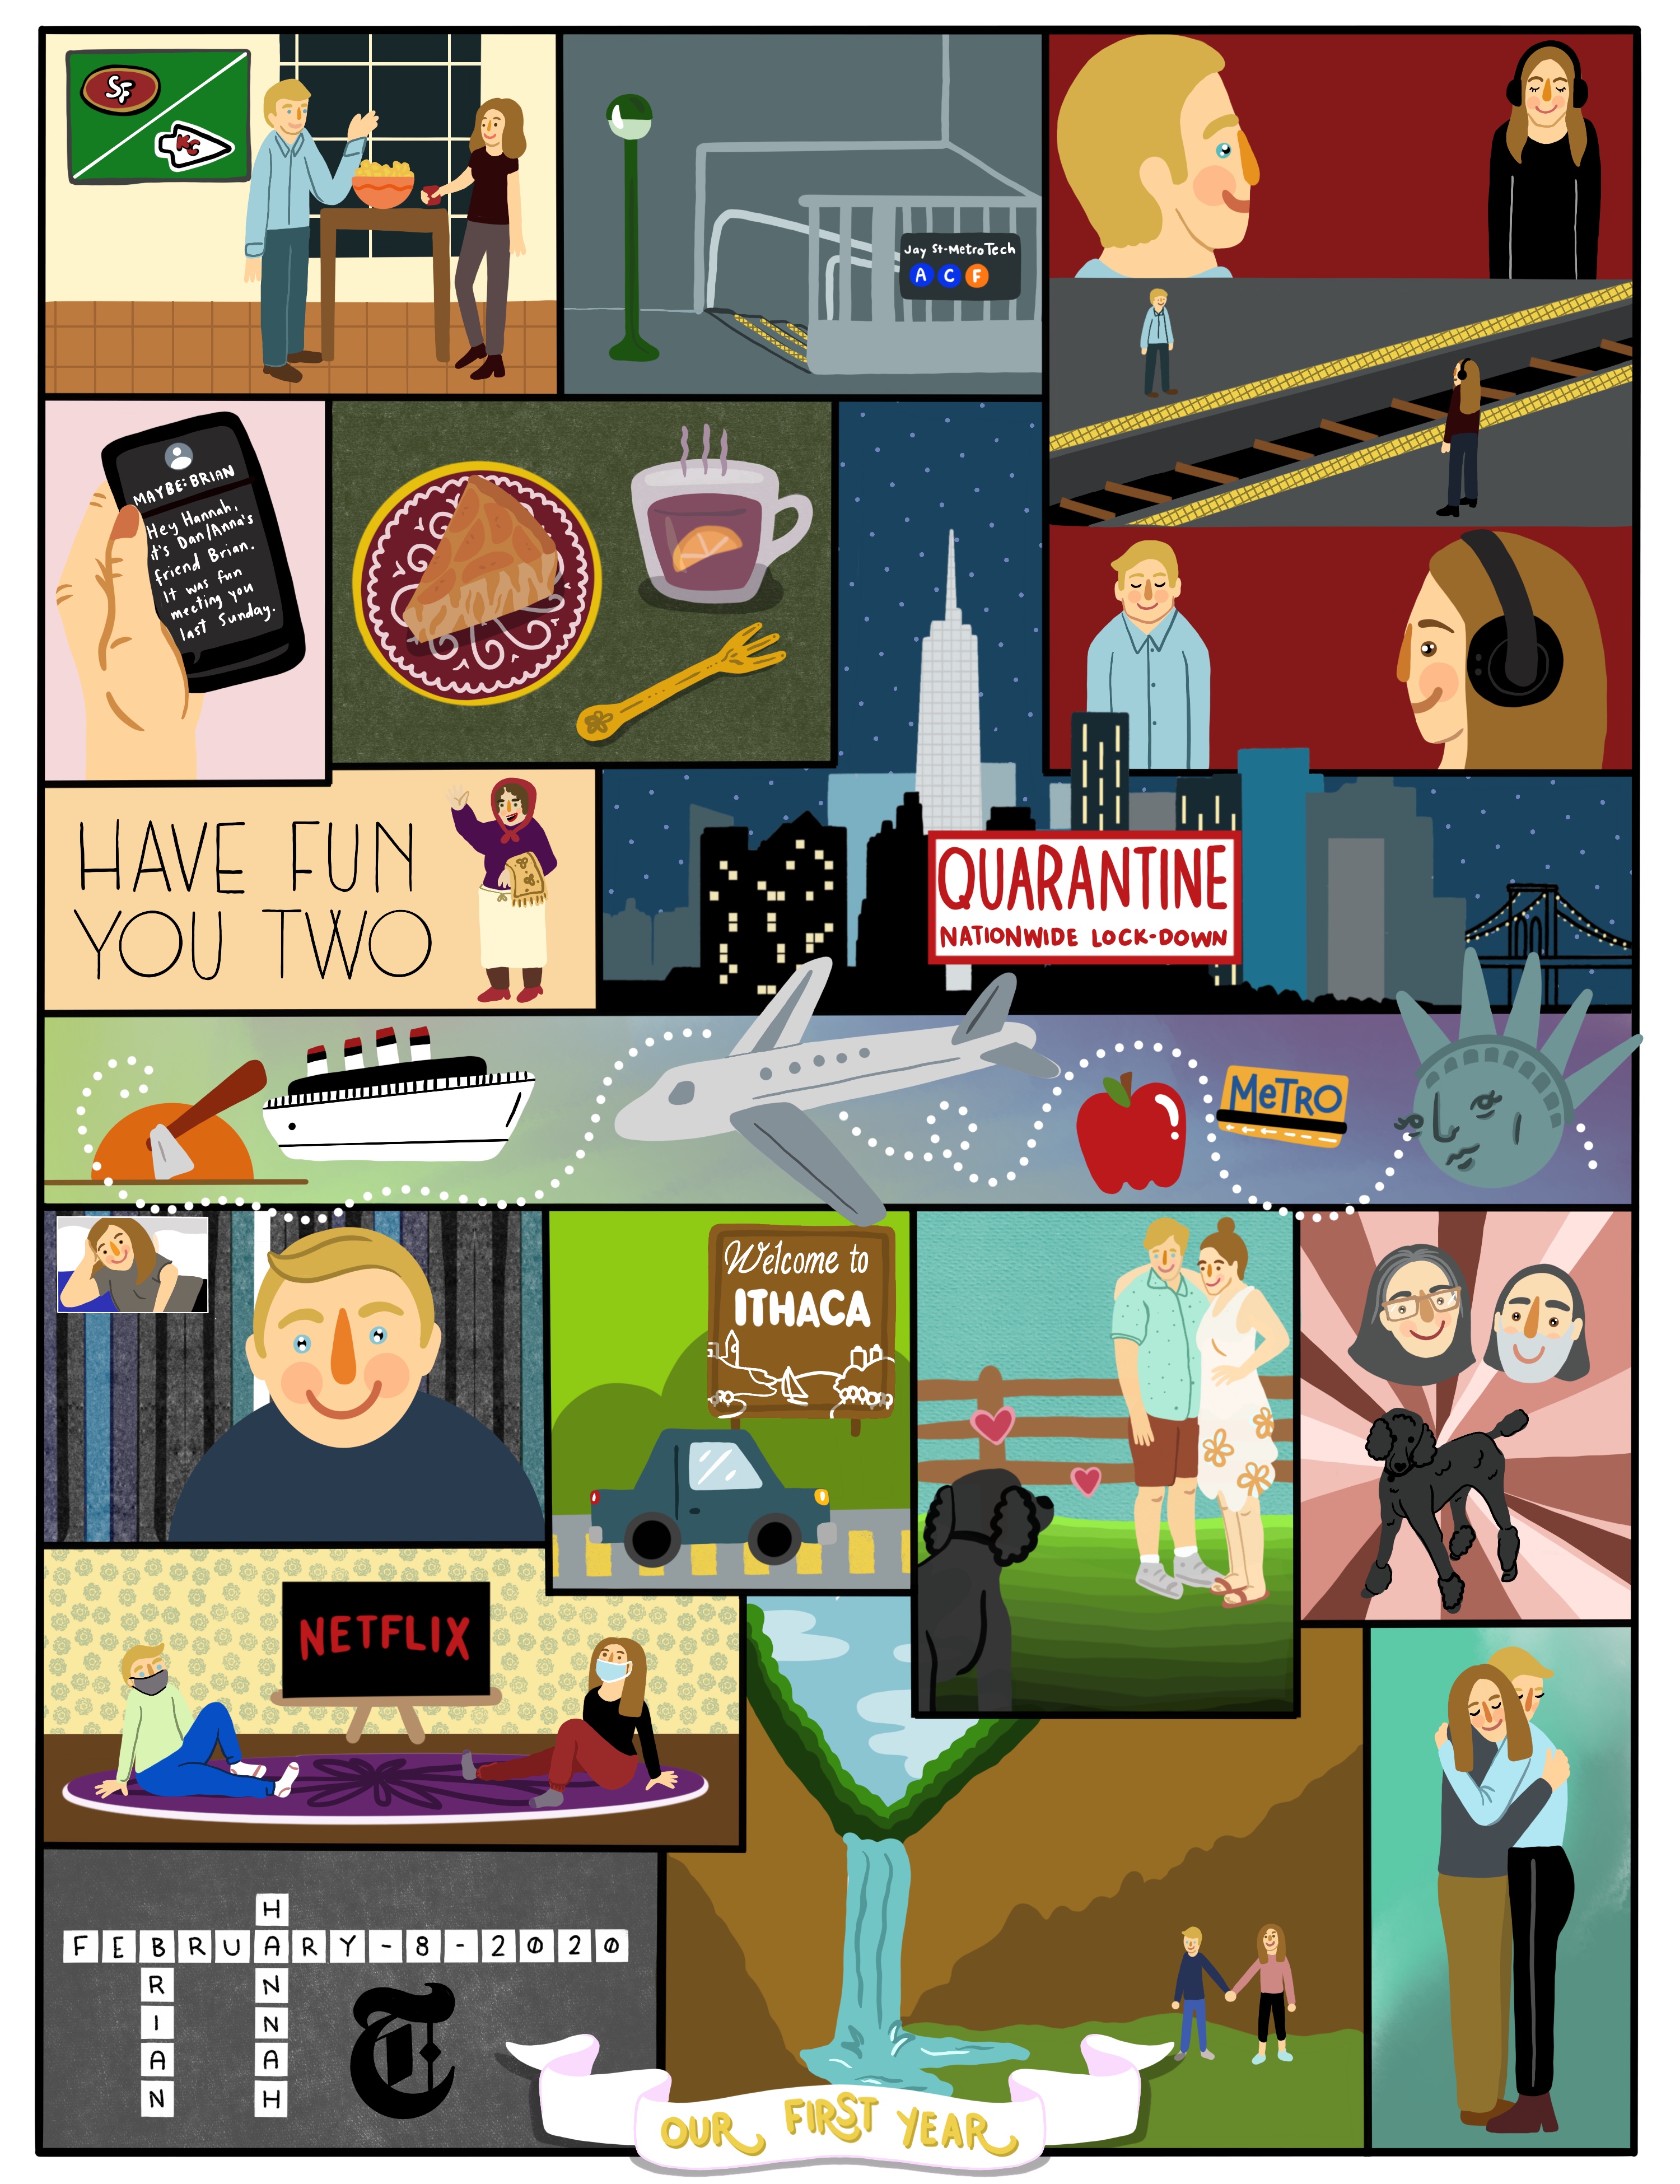 SF
KC
Jay St-MetroTech
A C F
MAYBE: BRIAN
Hey Hannah,
it's Dan/Anna's
friend Brian.
It was fun
meeting you
last Sunday.
HAVE FUN
YOU TWO
QUARANTINE
NATIONWIDE LOCK-DOWN
METRO
Welcome to
ITHACA
NETFLIX
FEBRUARY-8-2020
BRIAN
HANNAH
T
OUR FIRST YEAR